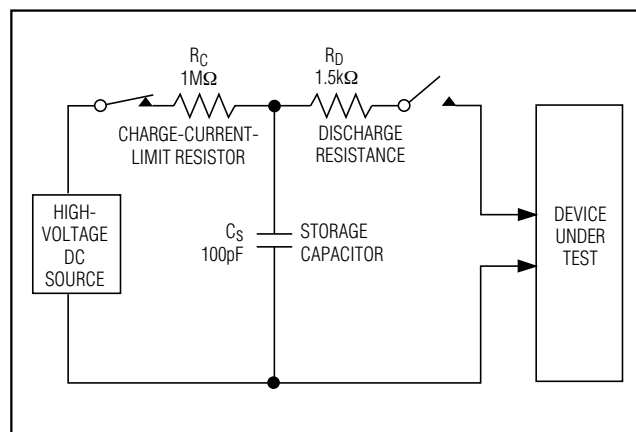 R_C
1MΩ
CHARGE-CURRENT-
LIMIT RESISTOR
R_D
1.5kΩ
DISCHARGE
RESISTANCE
HIGH-
VOLTAGE
DC
SOURCE
C_S
100pF
STORAGE
CAPACITOR
DEVICE
UNDER
TEST